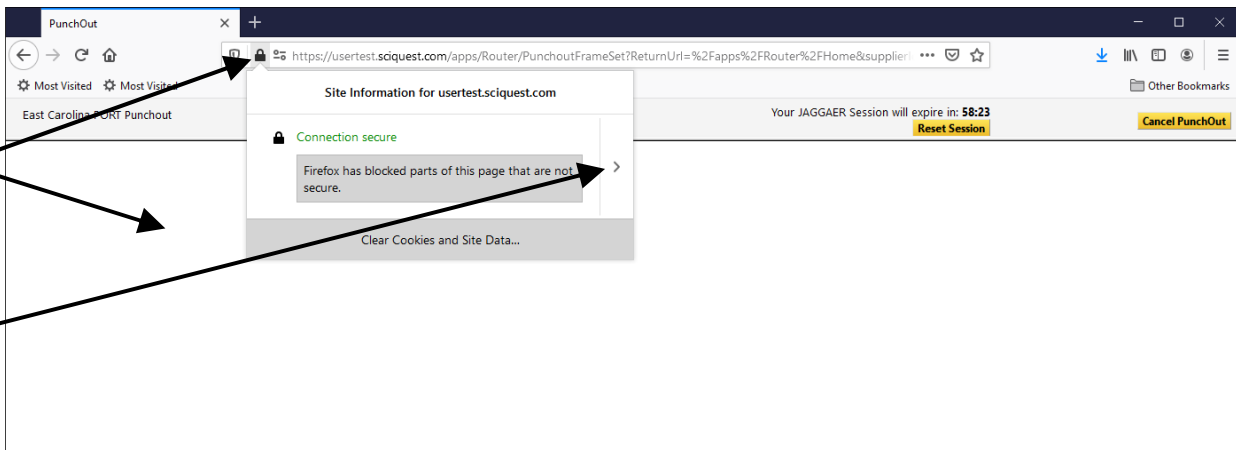 PunchOut
https://usertest.sciquest.com/apps/Router/PunchoutFrameSet?ReturnUrl=%2Fapps%2FRouter%2FHome&supplierI
Most Visited Most Visited
Other Bookmarks
East Carolina PORT Punchout
Your JAGGAER Session will expire in: 58:23
Reset Session
Cancel PunchOut
Site Information for usertest.sciquest.com
Connection secure
Firefox has blocked parts of this page that are not
secure.
Clear Cookies and Site Data...